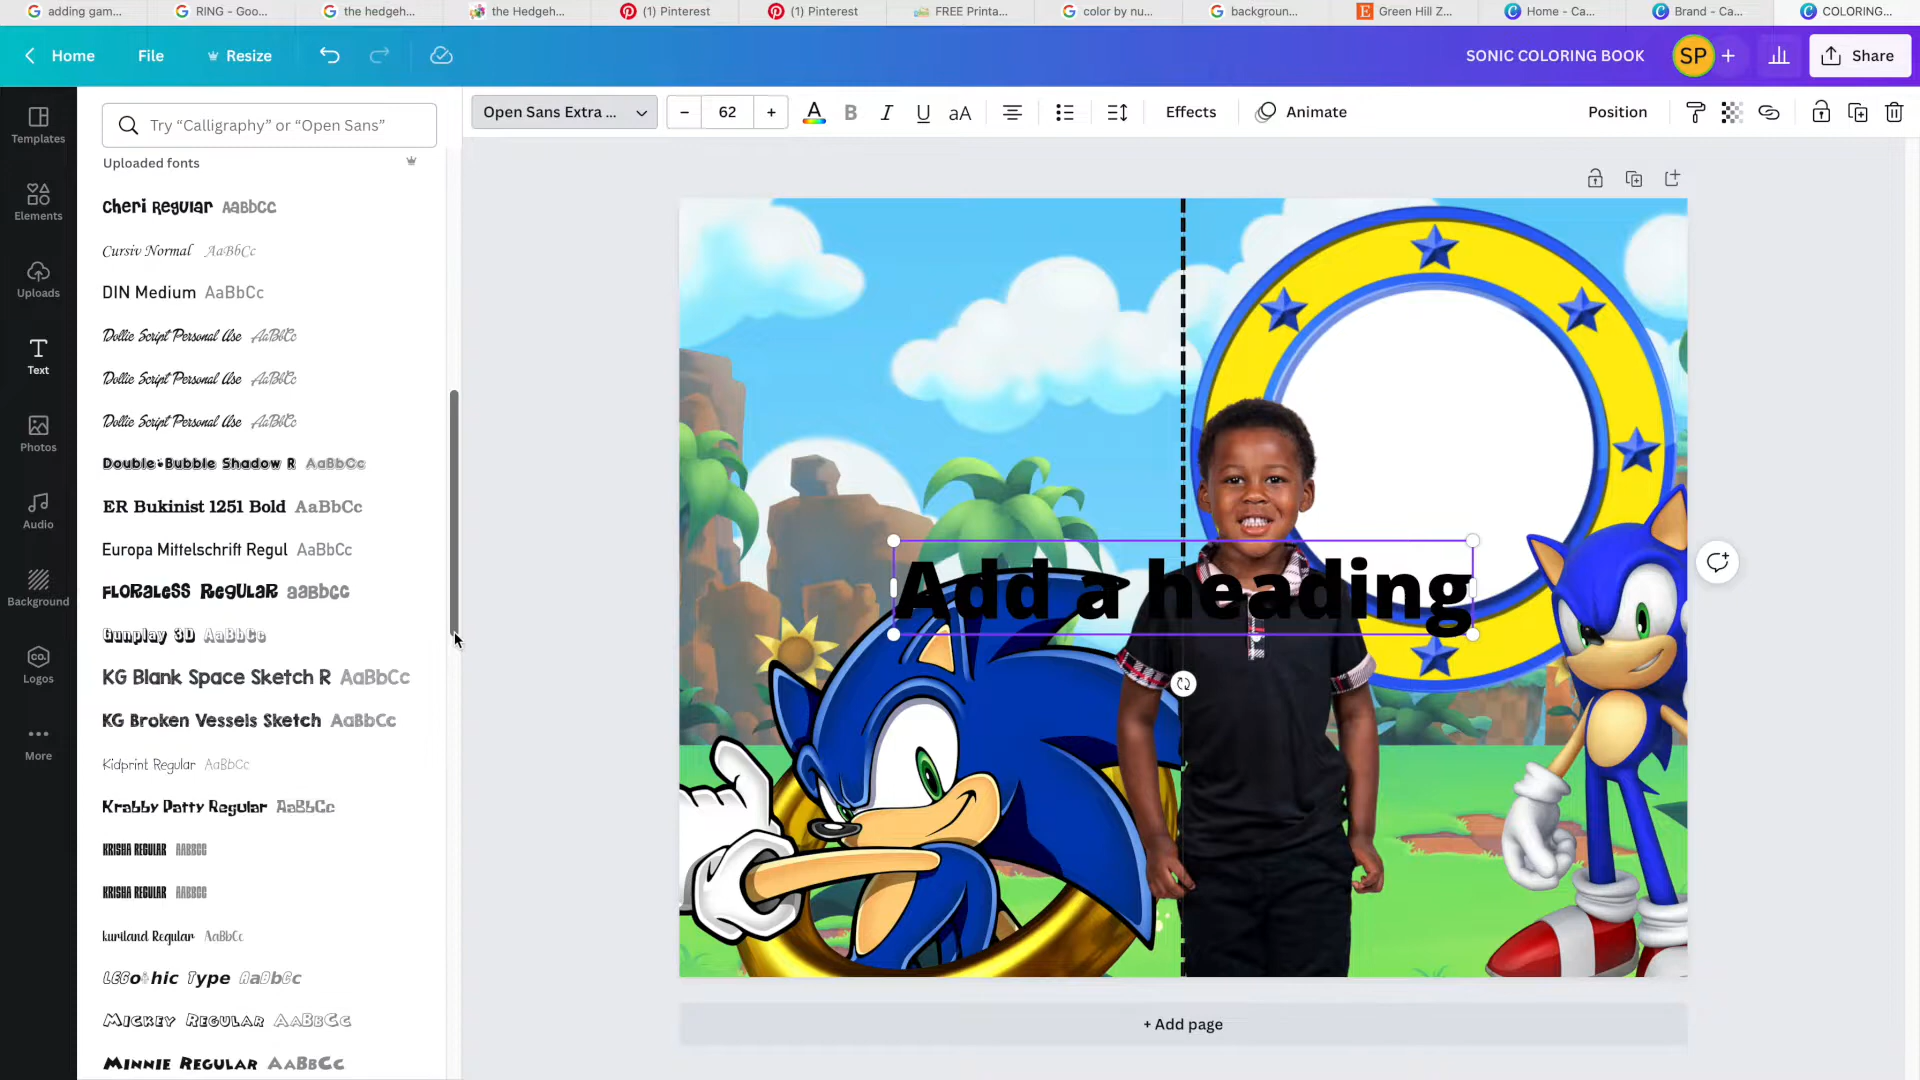 adding gam...
RING - Goo...
the hedgeh...
the Hedgeh...
(1) Pinterest
(1) Pinterest
FREE Printa...
color by nu...
backgroun...
Green Hill Z...
Home - Ca...
Brand - Ca...
COLORING...
Home
File
Resize
SONIC COLORING BOOK
SP
+
Share
Try “Calligraphy” or “Open Sans”
Open Sans Extra ...
− 62 +
A B I U aA
Effects
Animate
Position
Templates
Elements
Uploads
Text
Photos
Audio
Background
CO.
Logos
More
Uploaded fonts
Cheri Regular AaBbCc
Cursiv Normal AaBbCc
DIN Medium AaBbCc
Dollie Script Personal Use AaBbCc
Dollie Script Personal Use AaBbCc
Dollie Script Personal Use AaBbCc
Double•Bubble Shadow R AaBbCc
ER Bukinist 1251 Bold AaBbCc
Europa Mittelschrift Regul AaBbCc
FLORALESS REGULAR AaBbCC
Gunplay 3D AaBbCc
KG Blank Space Sketch R AaBbCc
KG Broken Vessels Sketch AaBbCc
Kidprint Regular AaBbCc
Krabby Patty Regular AaBbCc
KRISHA REGULAR AABBCC
KRISHA REGULAR AABBCC
kurtland Regular AaBbCc
LEGothic Type AaBbCc
MICKEY REGULAR AABBCC
MINNIE REGULAR AABBCC
Add a heading
+ Add page